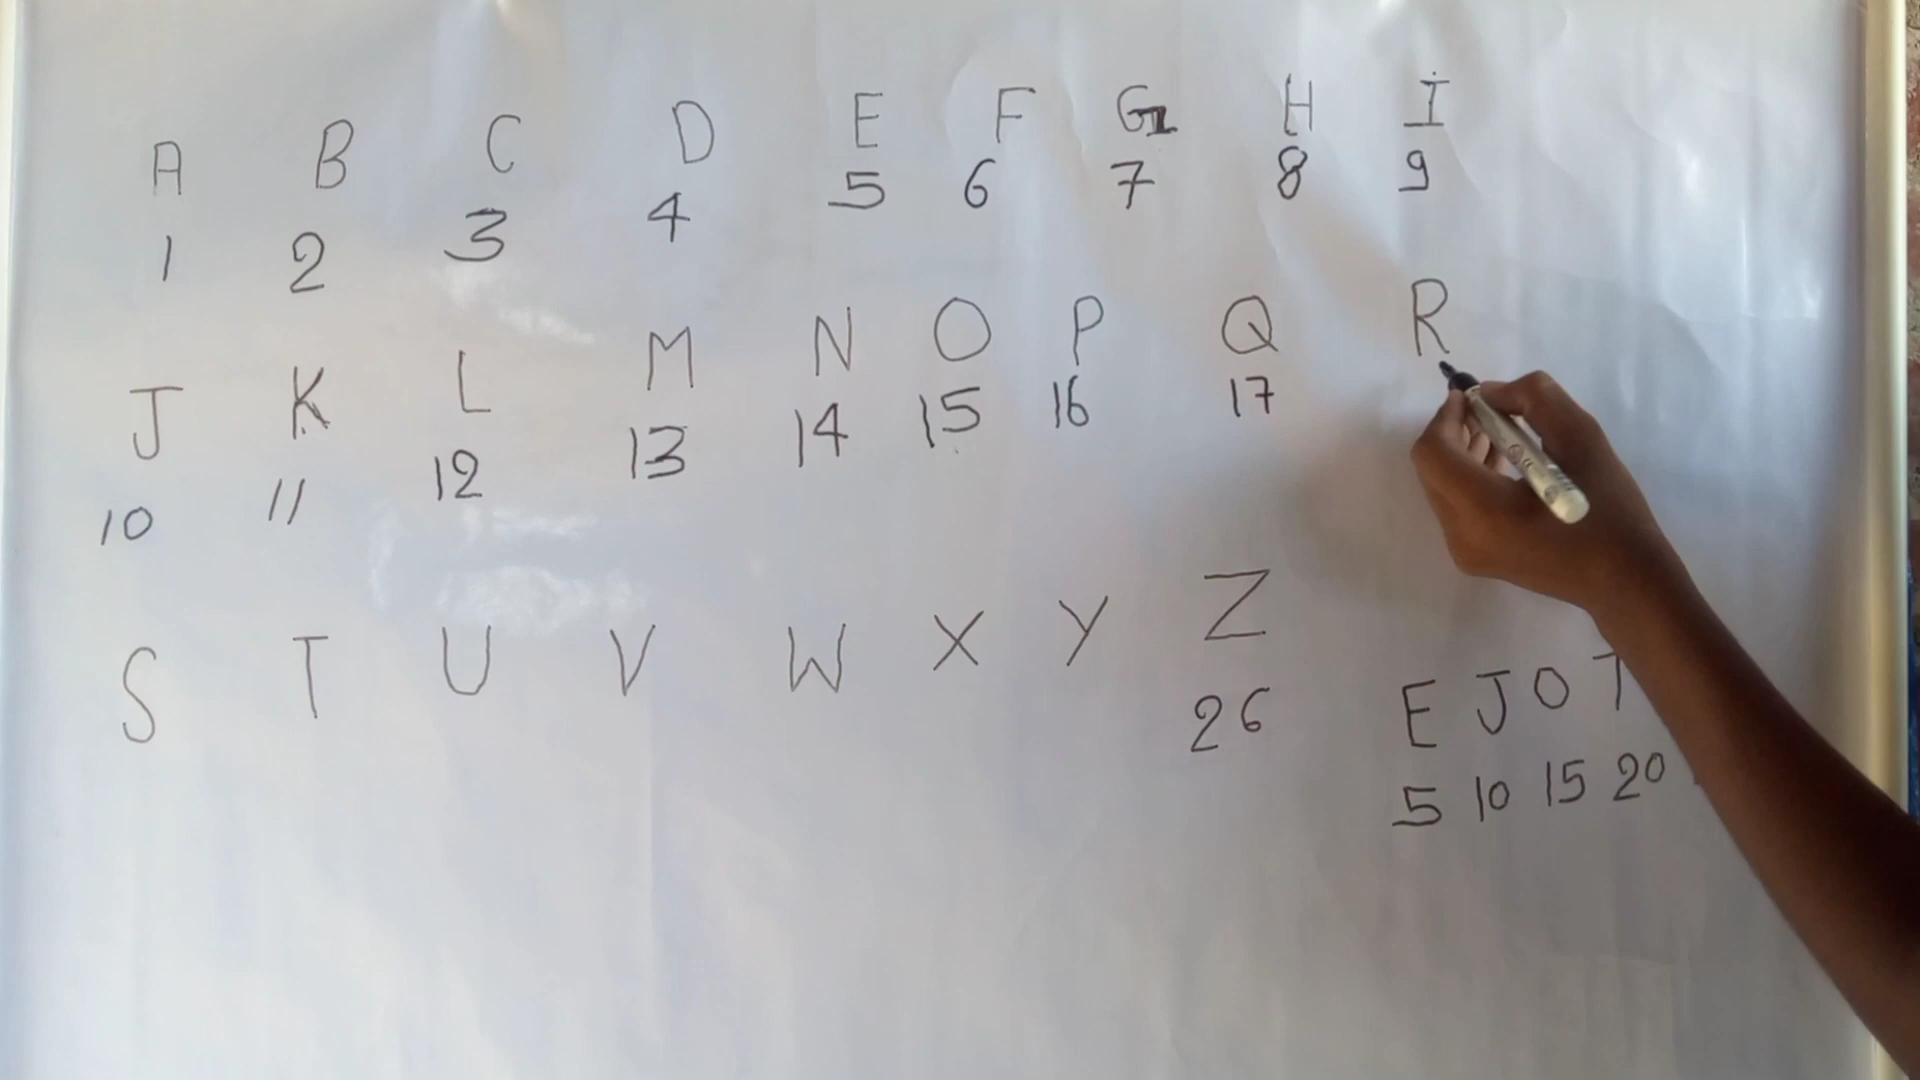 A B C D E F G H I
1 2 3 4 5 6 7 8 9
J K L M N O P Q R
10 11 12 13 14 15 16 17
S T U V W X Y Z
26
E J O T
5 10 15 20